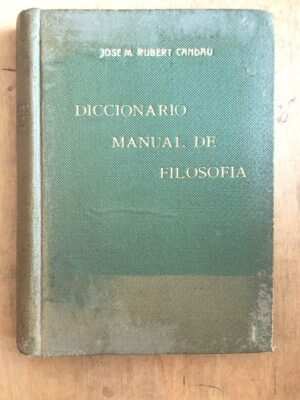 JOSE M. RUBERT CANDAU
DICCIONARIO
MANUAL DE
FILOSOFIA